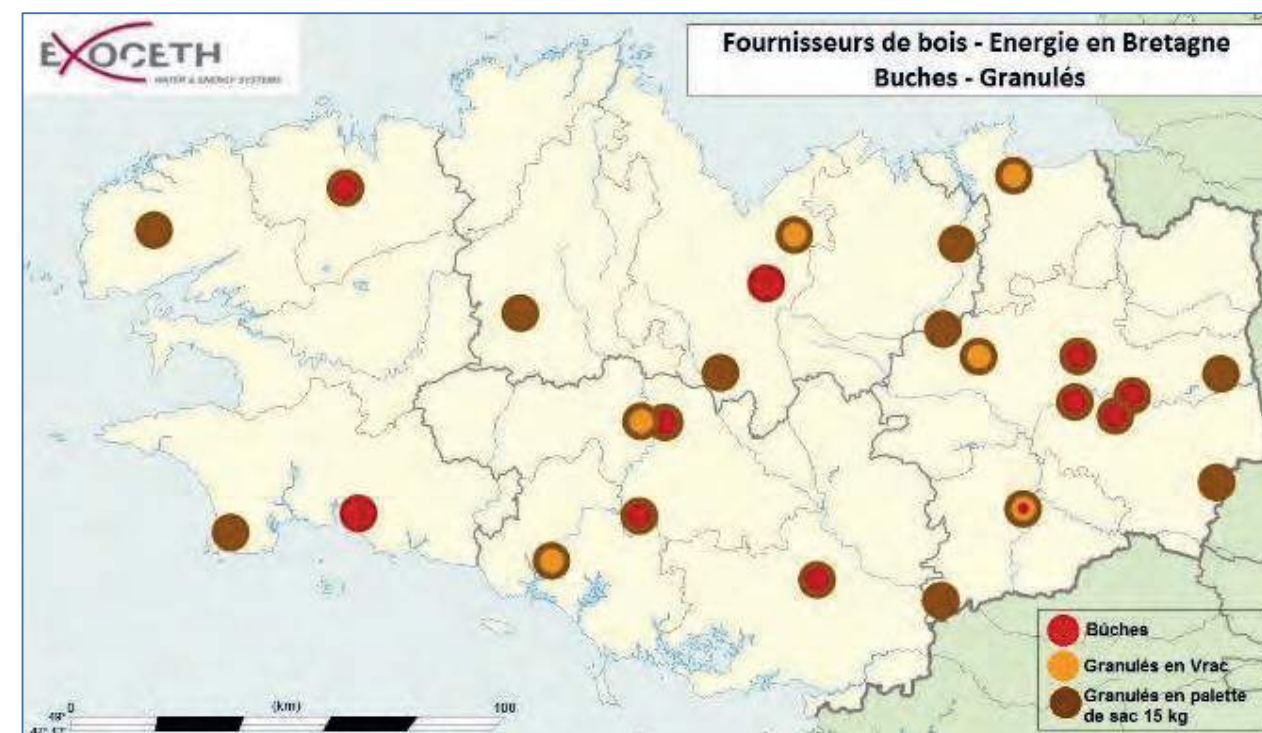 EXOCETH
WATER & ENERGY SYSTEMS
Fournisseurs de bois - Energie en Bretagne
Buches - Granulés
Bûches
Granulés en Vrac
Granulés en palette
de sac 15 kg
0 (km) 100
49°